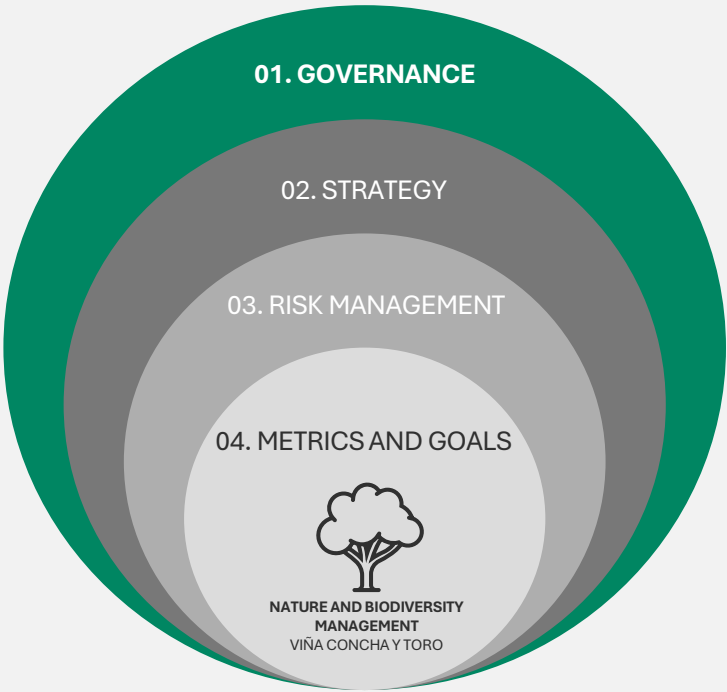 01. GOVERNANCE
02. STRATEGY
03. RISK MANAGEMENT
04. METRICS AND GOALS
NATURE AND BIODIVERSITY
MANAGEMENT
VIÑA CONCHA Y TORO